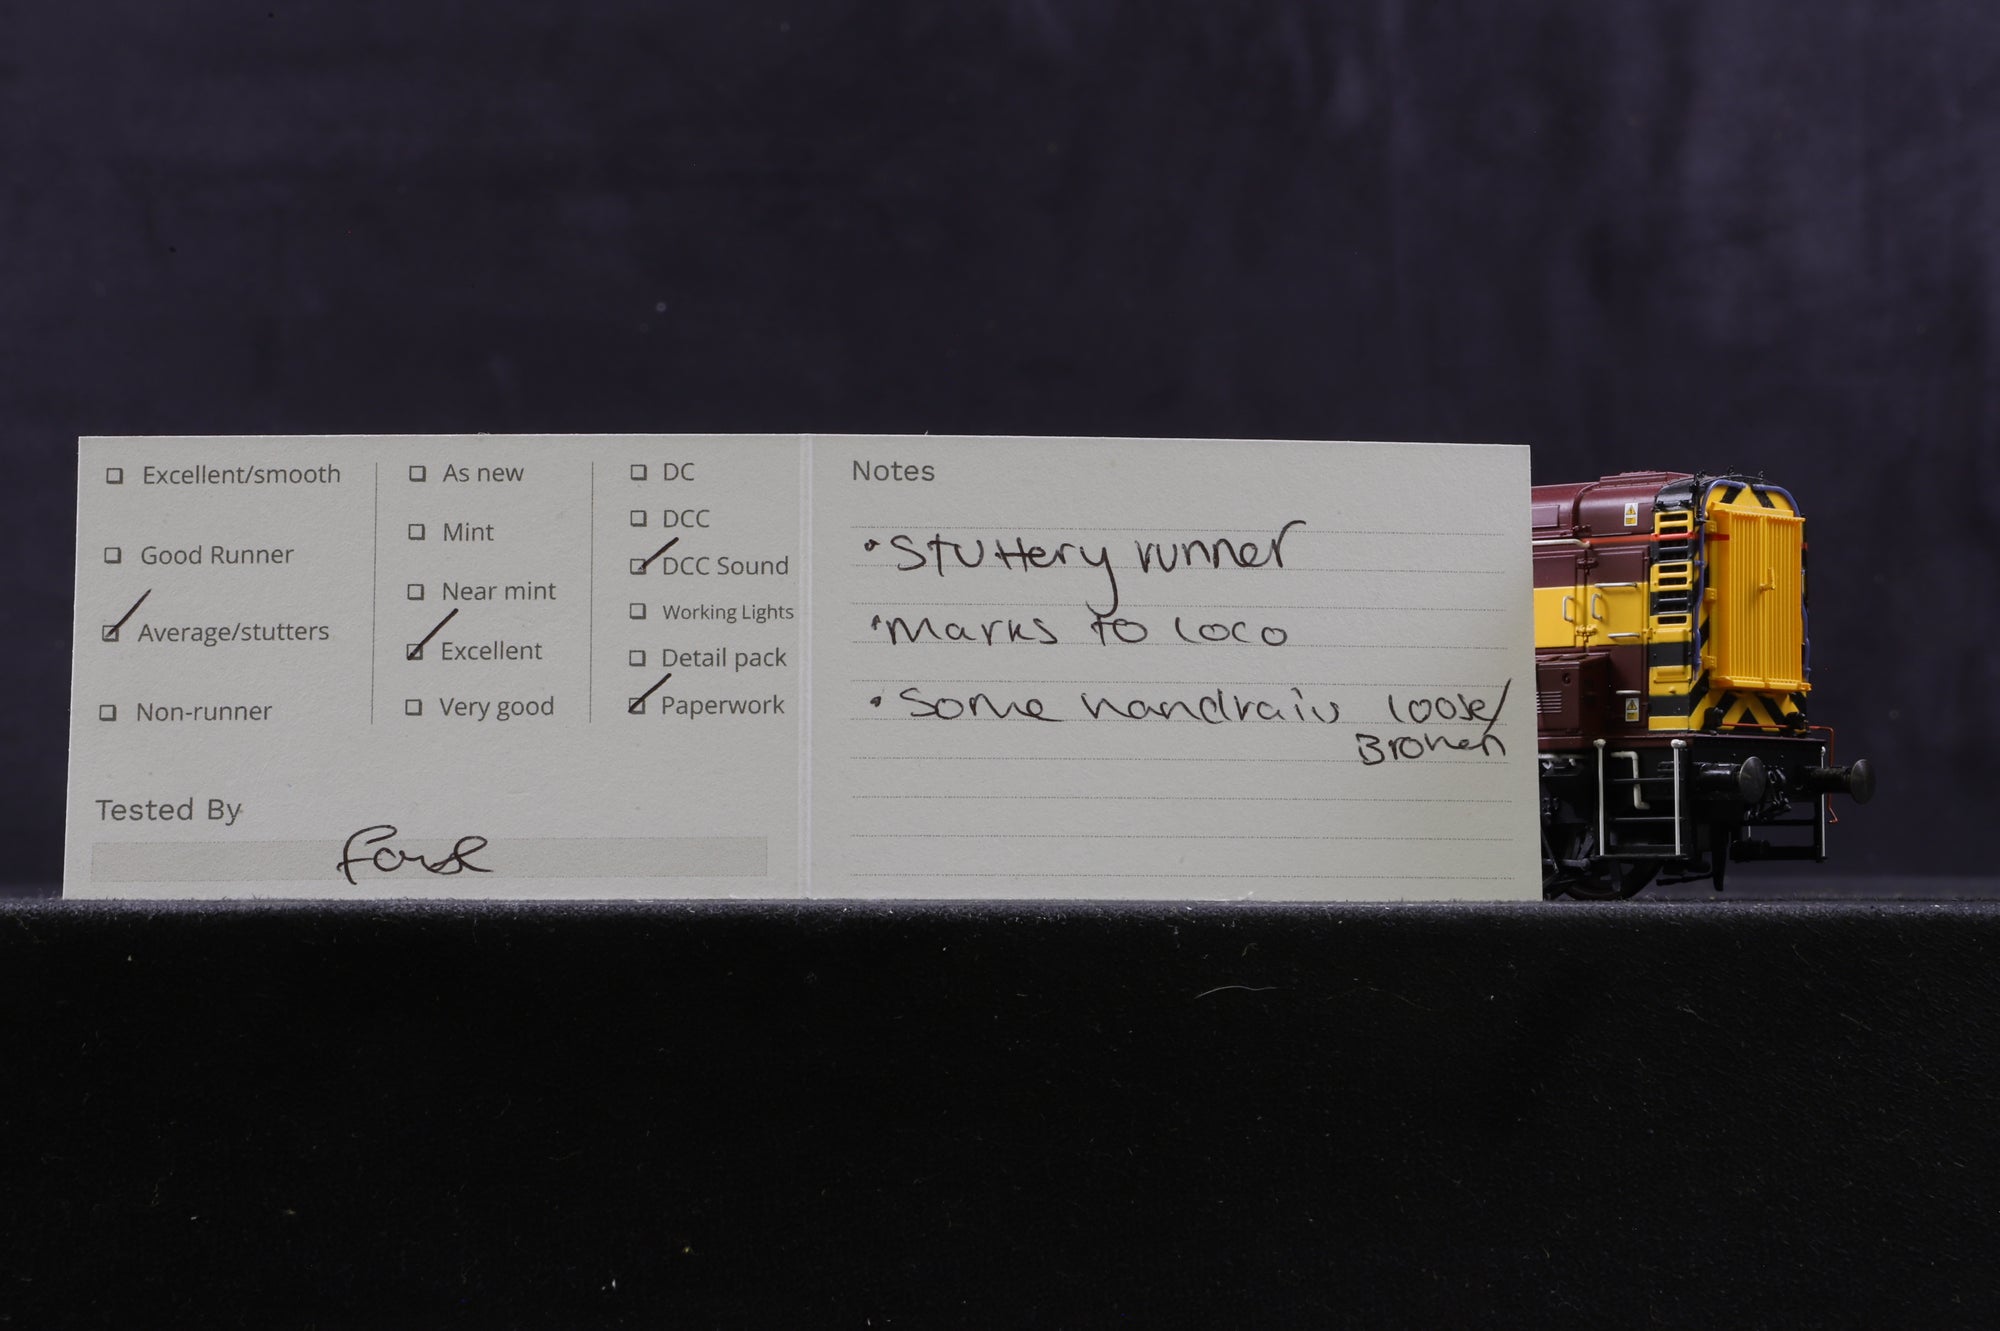 Excellent/smooth
Good Runner
Average/stutters
Non-runner
As new
Mint
Near mint
Excellent
Very good
DC
DCC
DCC Sound
Working Lights
Detail pack
Paperwork
Tested By
Notes
• Stuttery runner
• Marks to loco
• Some handrails loose/
Broken